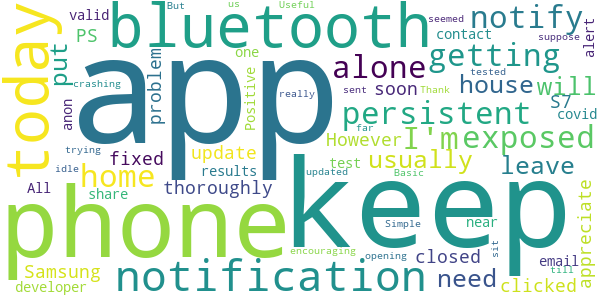 But us Useful
valid bluetooth notify seemed suppose
PS contact alert
today put app alone getting
crashing problem one Positive really sent soon house will
anon tested Thank persistent S7 covid
trying fixed update far However I'm exposed
idle home results test usually leave
All share thoroughly updated Basic appreciate
phone keep near
Simple sit
encouraging opening closed email till
Samsung notification need clicked
developer